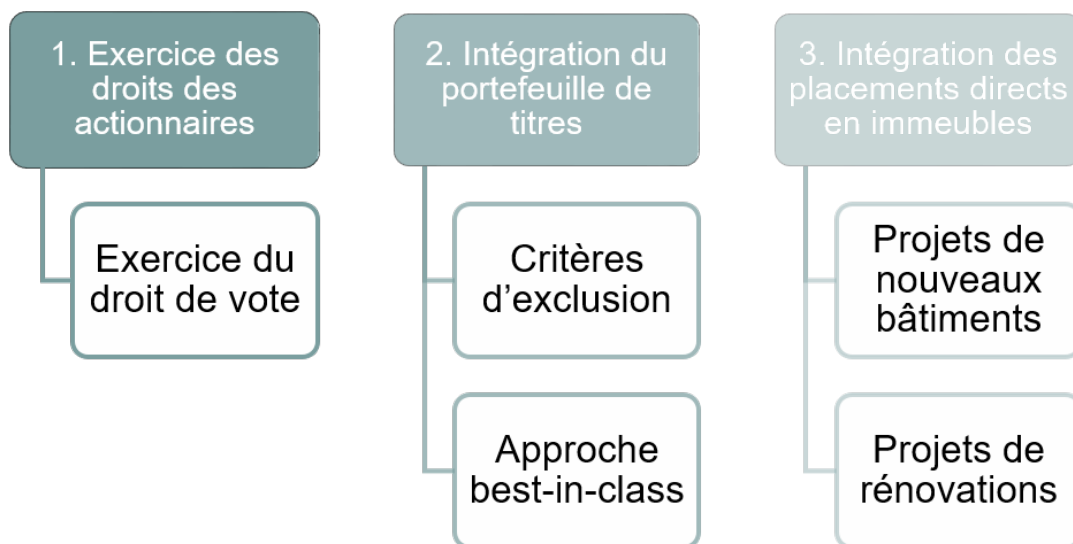 1. Exercice des
droits des
actionnaires
Exercice du
droit de vote
2. Intégration du
portefeuille de
titres
Critères
d’exclusion
Approche
best-in-class
3. Intégration des
placements directs
en immeubles
Projets de
nouveaux
bâtiments
Projets de
rénovations